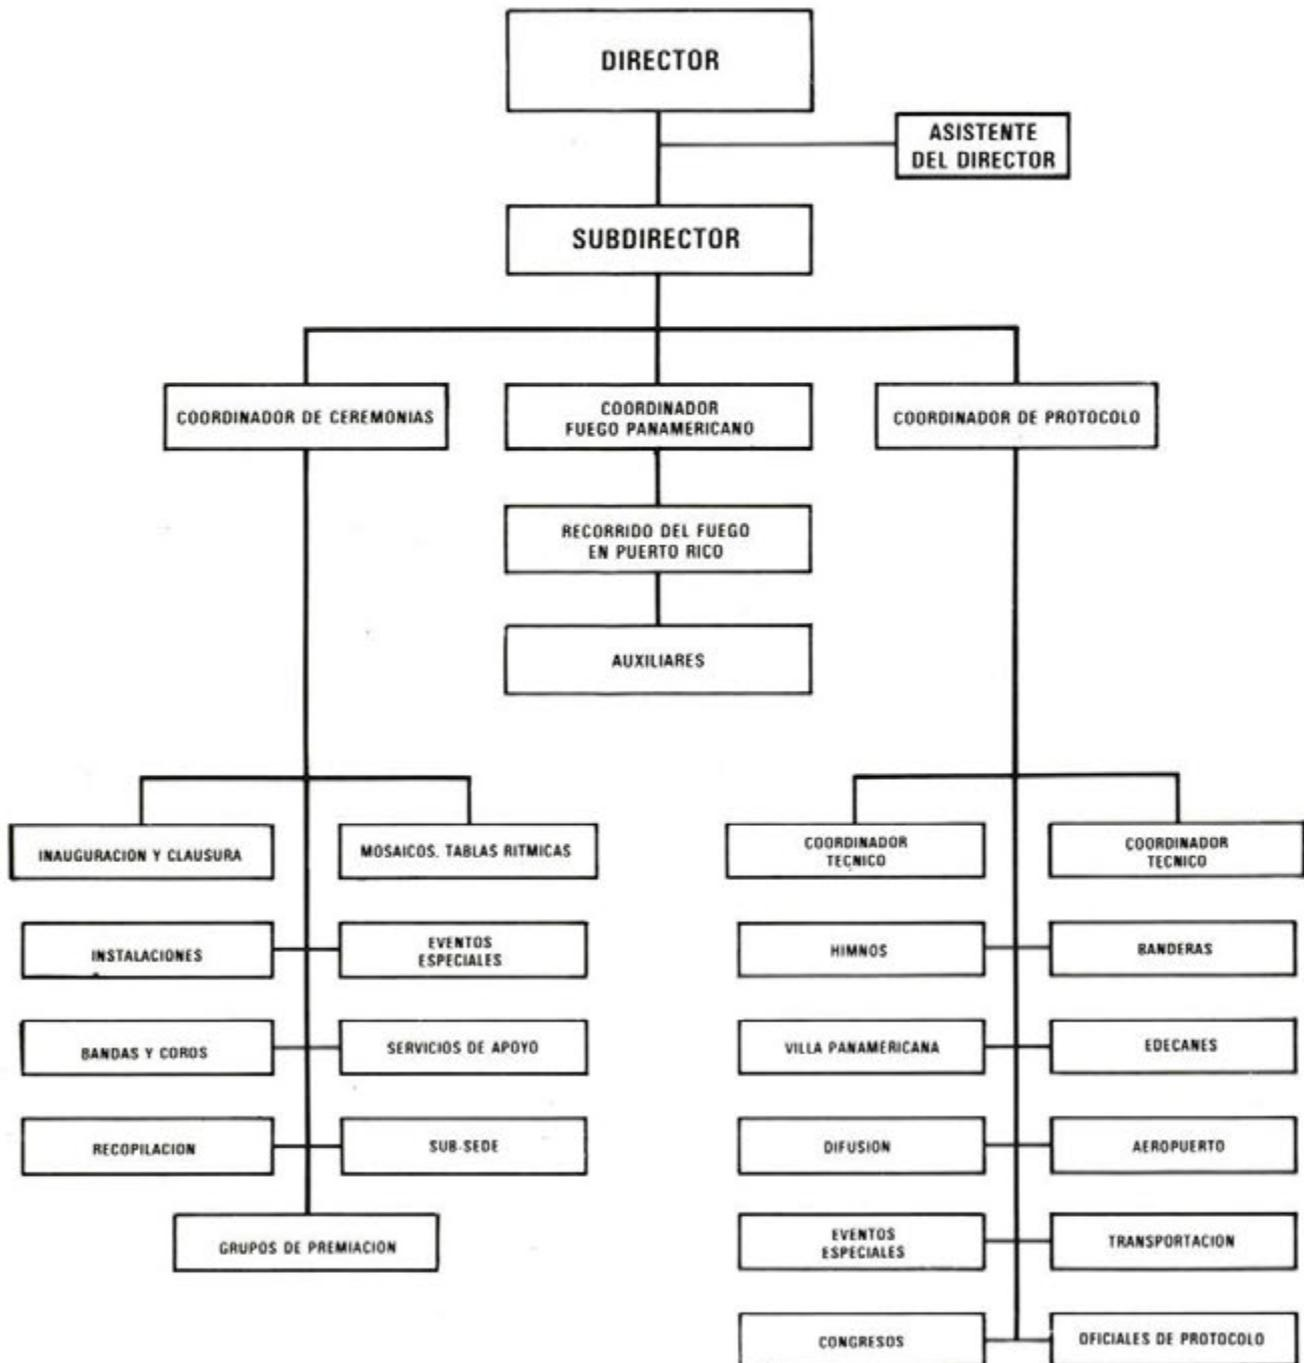 DIRECTOR
ASISTENTE
DEL DIRECTOR
SUBDIRECTOR
COORDINADOR DE CEREMONIAS
COORDINADOR
FUEGO PANAMERICANO
COORDINADOR DE PROTOCOLO
RECORRIDO DEL FUEGO
EN PUERTO RICO
AUXILIARES
INAUGURACION Y CLAUSURA
MOSAICOS. TABLAS RITMICAS
COORDINADOR
TECNICO
COORDINADOR
TECNICO
INSTALACIONES
EVENTOS
ESPECIALES
HIMNOS
BANDERAS
BANDAS Y COROS
SERVICIOS DE APOYO
VILLA PANAMERICANA
EDECANES
RECOPILACION
SUB-SEDE
DIFUSION
AEROPUERTO
GRUPOS DE PREMIACION
EVENTOS
ESPECIALES
TRANSPORTACION
CONGRESOS
OFICIALES DE PROTOCOLO